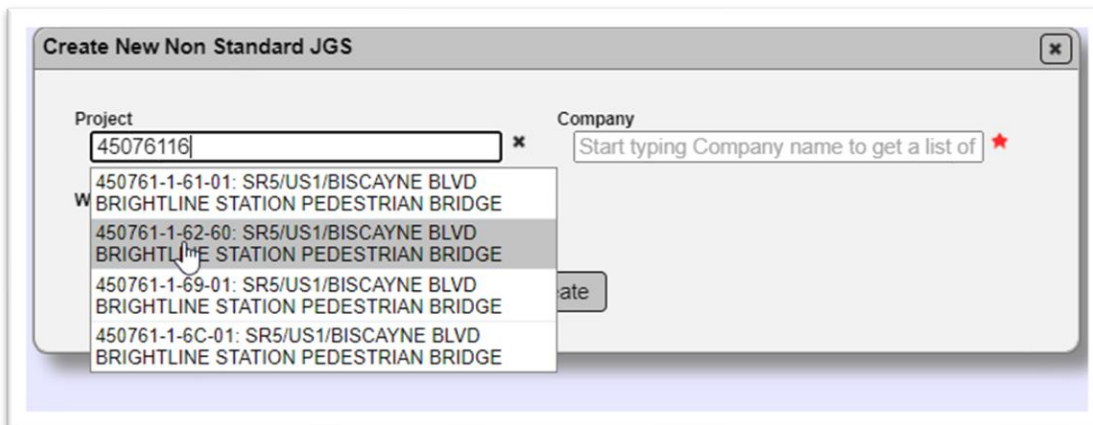 Create New Non Standard JGS
Project
Company
45076116
Start typing Company name to get a list of
450761-1-61-01: SR5/US1/BISCAYNE BLVD
BRIGHTLINE STATION PEDESTRIAN BRIDGE
450761-1-62-60: SR5/US1/BISCAYNE BLVD
BRIGHTLINE STATION PEDESTRIAN BRIDGE
450761-1-69-01: SR5/US1/BISCAYNE BLVD
BRIGHTLINE STATION PEDESTRIAN BRIDGE
450761-1-6C-01: SR5/US1/BISCAYNE BLVD
BRIGHTLINE STATION PEDESTRIAN BRIDGE